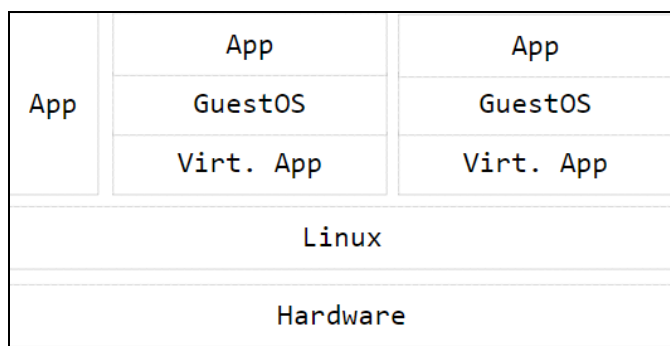 App
App
GuestOS
Virt. App
App
GuestOS
Virt. App
Linux
Hardware